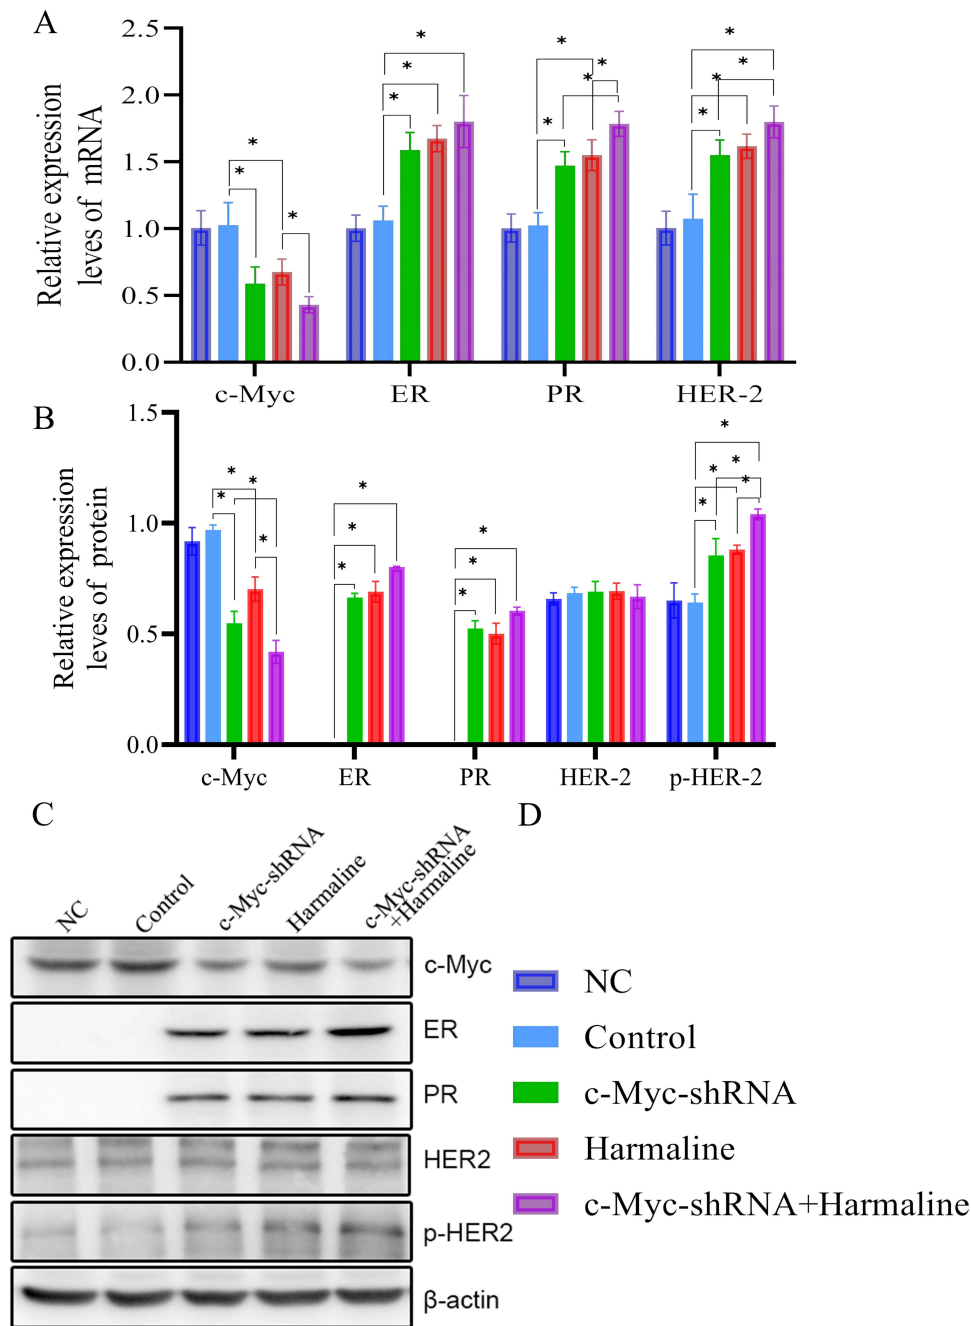 A
Relative expression
leves of mRNA
2.5
2.0
1.5
1.0
0.5
0.0
* * * * * * * * * * * * * *
c-Myc ER PR HER-2
B
Relative expression
leves of protein
1.5
1.0
0.5
0.0
* * * * * * * * * * * * * * *
c-Myc ER PR HER-2 p-HER-2
C
NC
Control
c-Myc-shRNA
Harmaline
c-Myc-shRNA
+Harmaline
c-Myc
ER
PR
HER2
p-HER2
β-actin
D
NC
Control
c-Myc-shRNA
Harmaline
c-Myc-shRNA+Harmaline